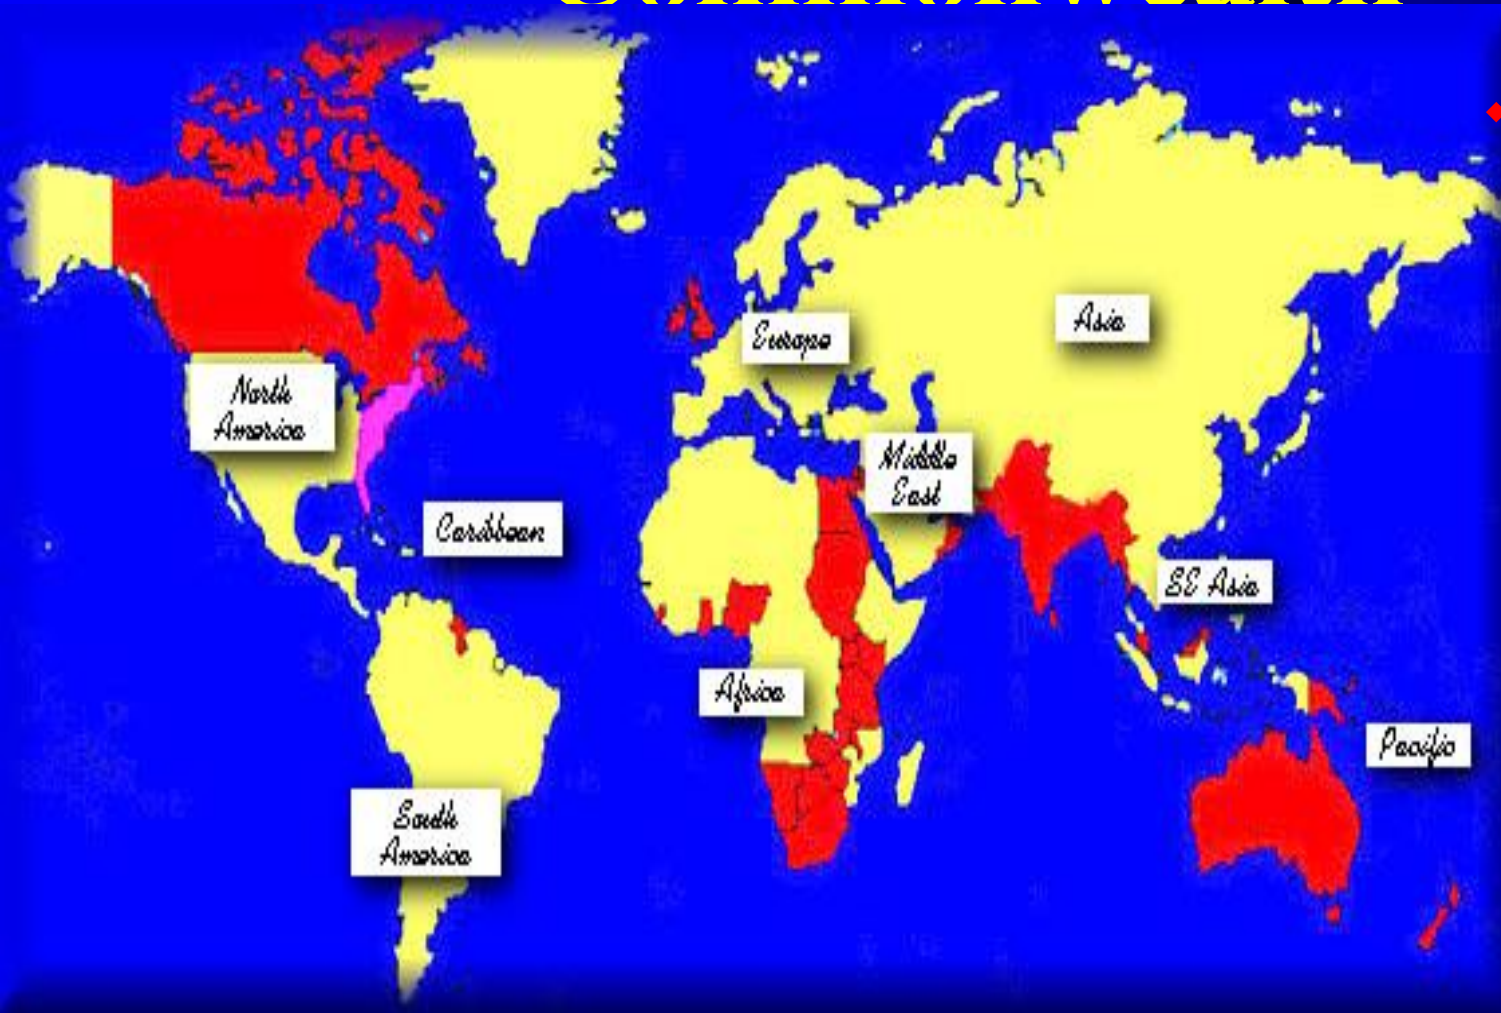 Europe
Asia
North
America
Middle
East
Caribbean
SE Asia
Africa
Pacific
South
America